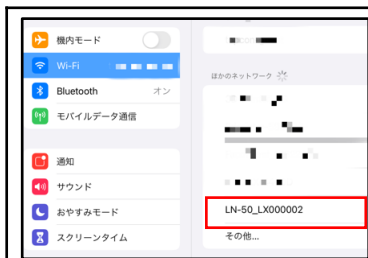 機内モード
Wi-Fi
Bluetooth
オン
モバイルデータ通信
通知
サウンド
おやすみモード
スクリーンタイム
ほかのネットワーク
LN-50_LX000002
その他...